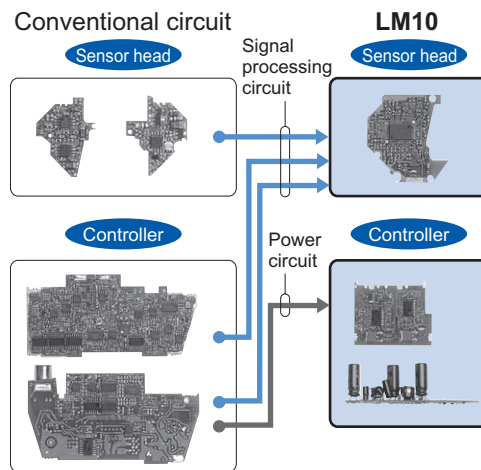 Conventional circuit
LM10
Sensor head
Signal
processing
circuit
Sensor head
Controller
Power
circuit
Controller